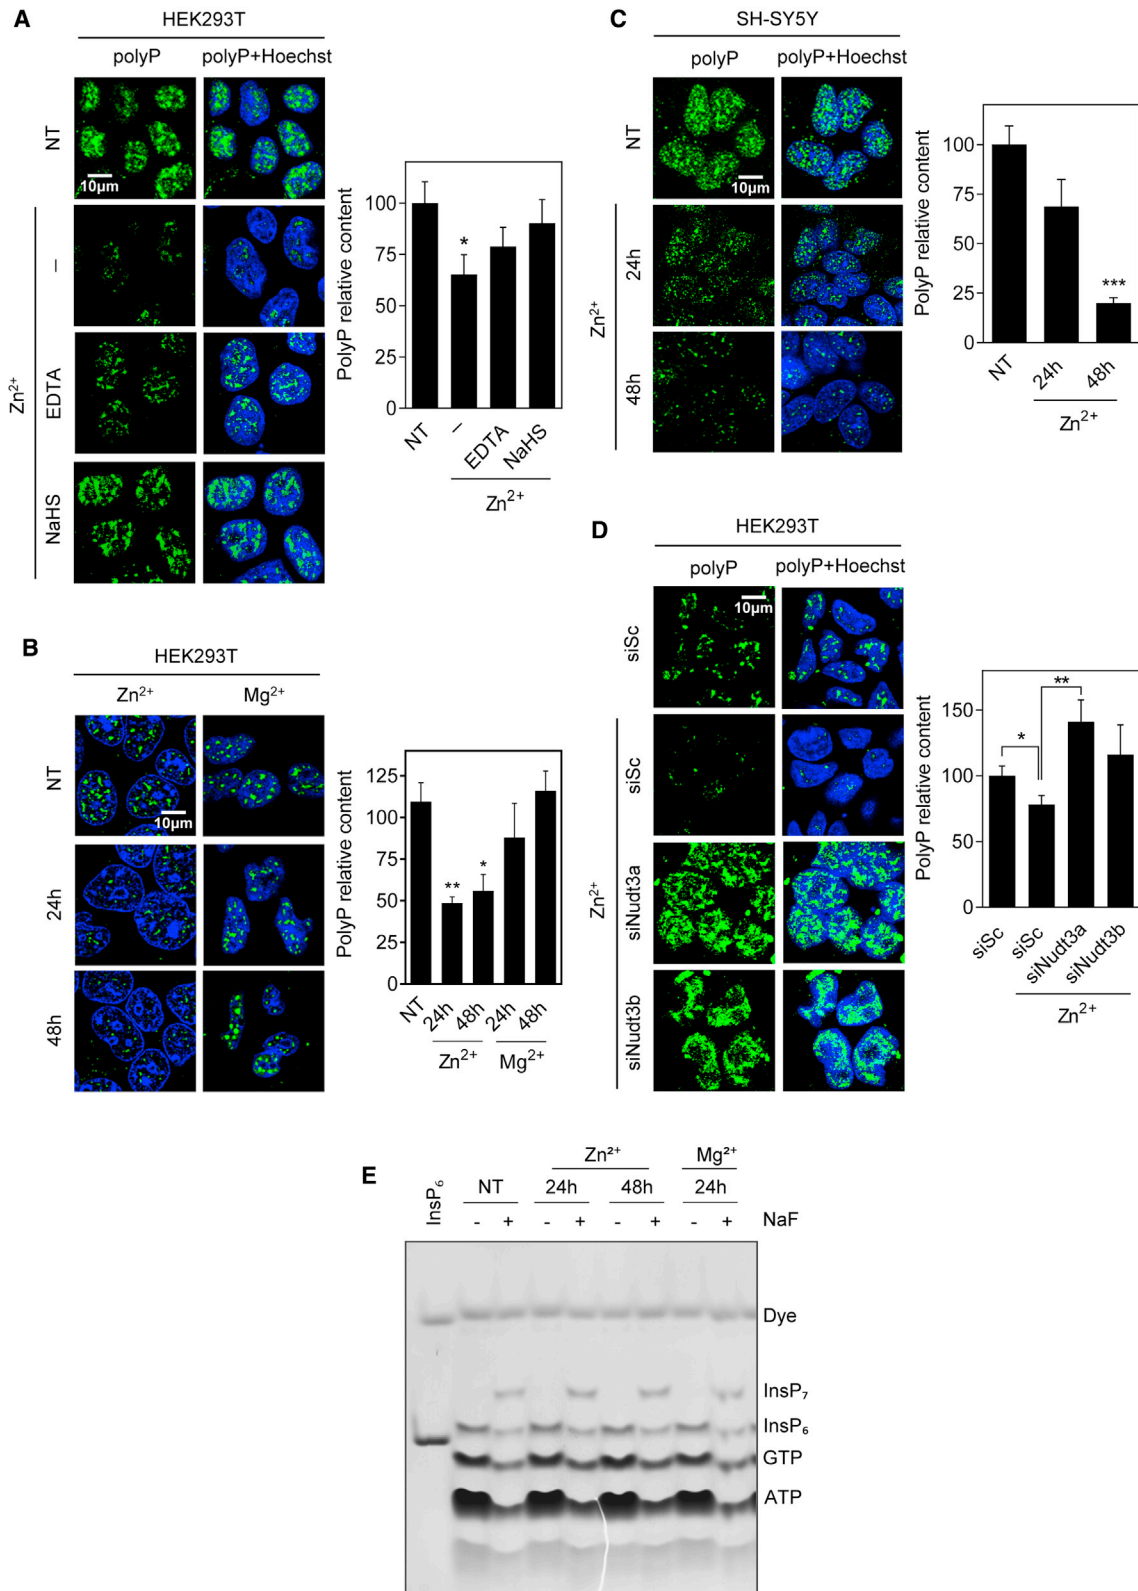 A
HEK293T
polyP polyP+Hoechst
NT
10µm
Zn²⁺
–
EDTA
NaHS
PolyP relative content
100
75
50
25
0
*
NT
–
EDTA
NaHS
Zn²⁺
B
HEK293T
Zn²⁺ Mg²⁺
NT
10µm
24h
48h
PolyP relative content
125
100
75
50
25
0
** *
NT
24h
48h
24h
48h
Zn²⁺ Mg²⁺
C
SH-SY5Y
polyP polyP+Hoechst
NT
10µm
Zn²⁺
24h
48h
PolyP relative content
100
75
50
25
0
***
NT
24h
48h
Zn²⁺
D
HEK293T
polyP polyP+Hoechst
10µm
siSc
Zn²⁺
siSc
siNudt3a
siNudt3b
PolyP relative content
150
100
50
0
* **
siSc
siSc
siNudt3a
siNudt3b
Zn²⁺
E
Zn²⁺ Mg²⁺
InsP₆ NT 24h 48h 24h
- + - + - + - + NaF
Dye
InsP₇
InsP₆
GTP
ATP